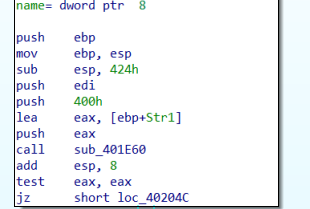 name= dword ptr  8
push    ebp
mov     ebp, esp
sub     esp, 424h
push    edi
push    400h
lea     eax, [ebp+Str1]
push    eax
call    sub_401E60
add     esp, 8
test    eax, eax
jz      short loc_40204C